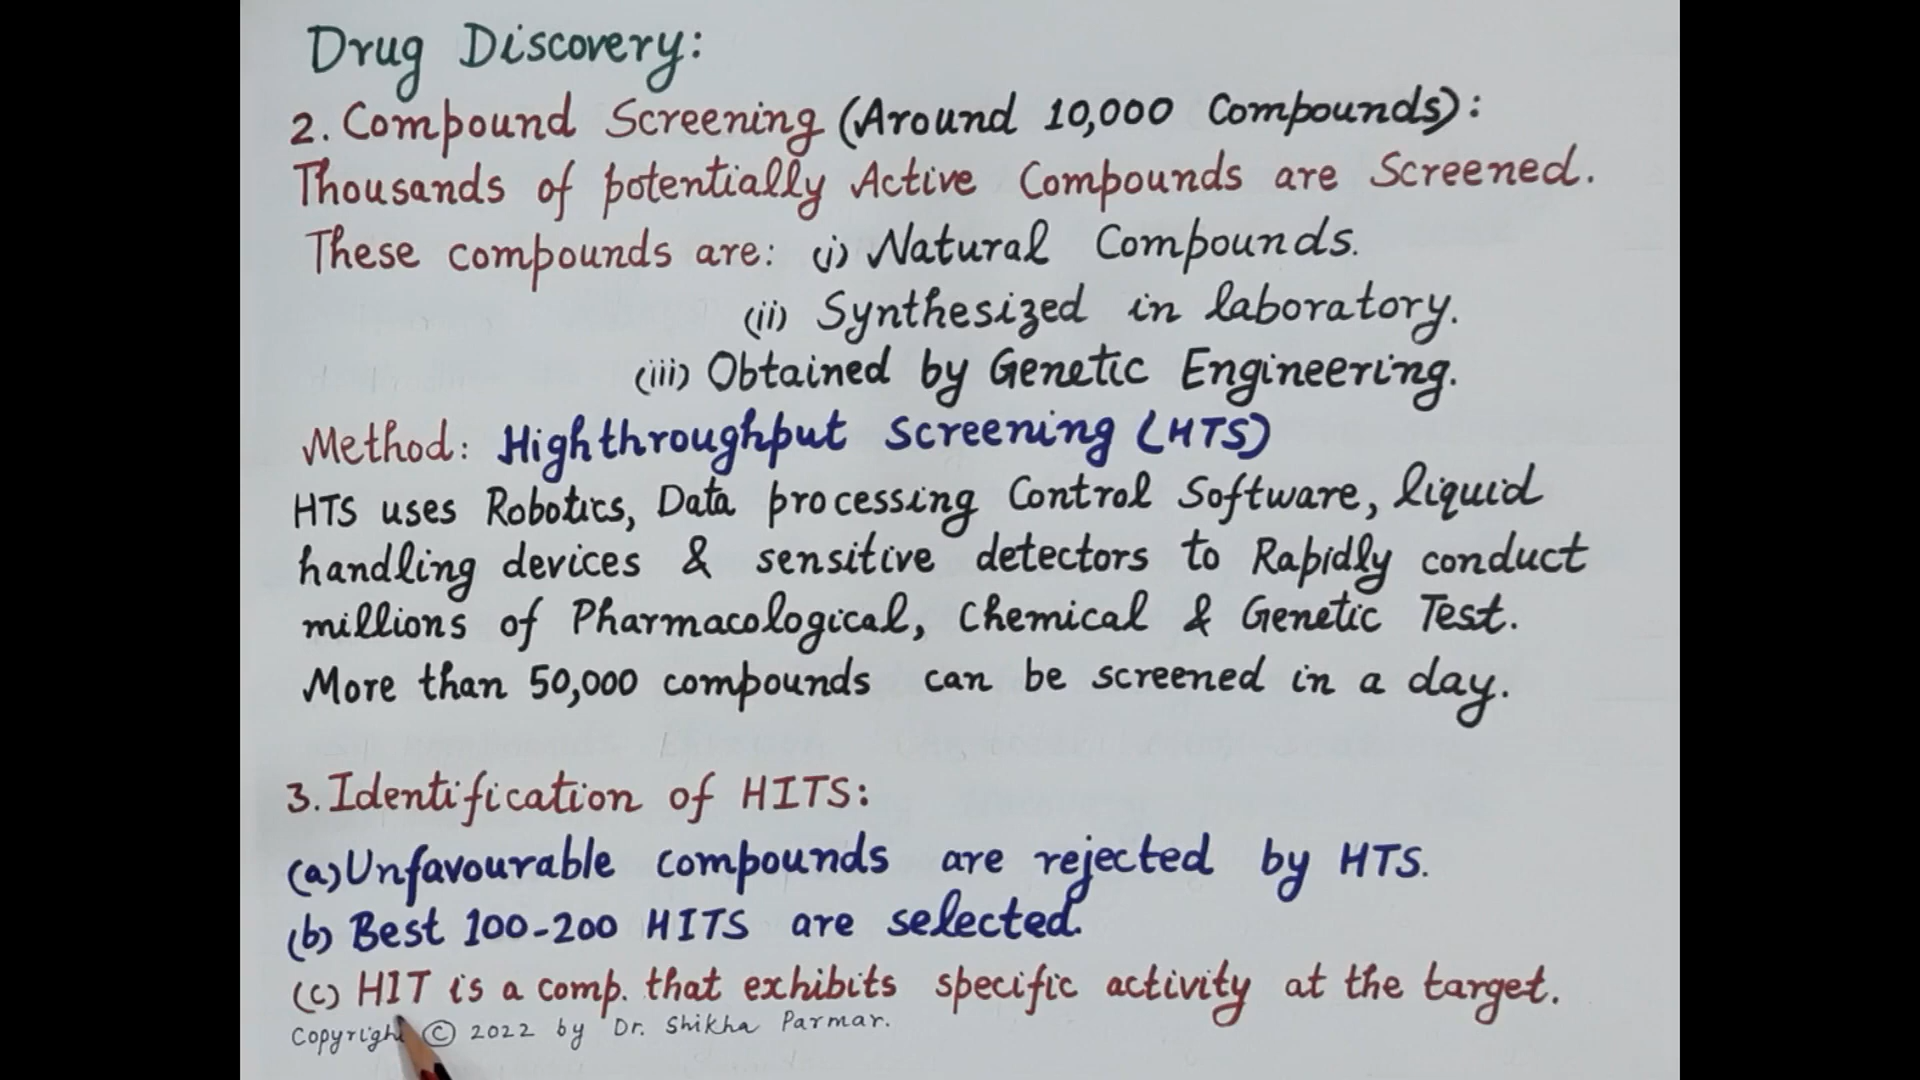 Drug Discovery:
2. Compound Screening (Around 10,000 Compounds):
Thousands of potentially Active Compounds are Screened.
These compounds are: (i) Natural Compounds.
(ii) Synthesized in laboratory.
(iii) Obtained by Genetic Engineering.
Method: Highthroughput Screening (HTS)
HTS uses Robotics, Data processing Control Software, liquid
handling devices & sensitive detectors to Rapidly conduct
millions of Pharmacological, Chemical & Genetic Test.
More than 50,000 compounds can be screened in a day.
3. Identification of HITS:
(a) Unfavourable compounds are rejected by HTS.
(b) Best 100-200 HITS are selected.
(c) HIT is a comp. that exhibits specific activity at the target.
Copyright © 2022 by Dr. Shikha Parmar.